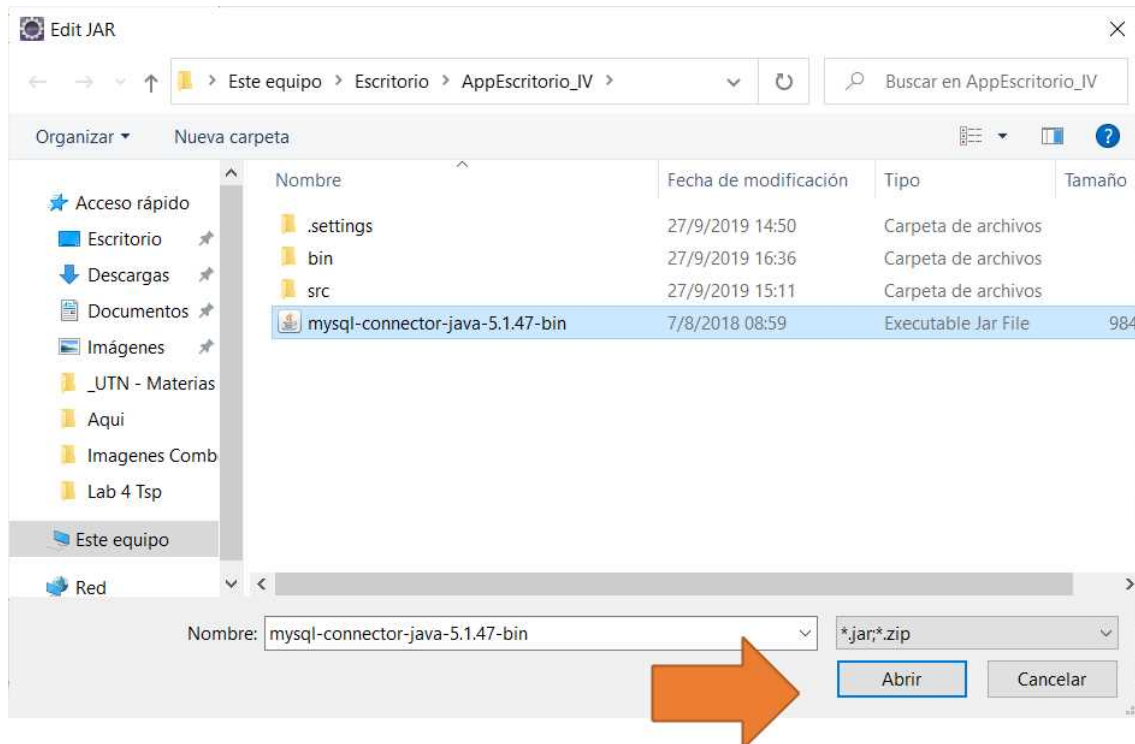 Edit JAR
Este equipo > Escritorio > AppEscritorio_IV >
Buscar en AppEscritorio_IV
Organizar
Nueva carpeta
Nombre
Fecha de modificación
Tipo
Tamaño
Acceso rápido
Escritorio
Descargas
Documentos
Imágenes
_UTN - Materias
Aqui
Imagenes Comb
Lab 4 Tsp
Este equipo
Red
.settings 27/9/2019 14:50 Carpeta de archivos
bin 27/9/2019 16:36 Carpeta de archivos
src 27/9/2019 15:11 Carpeta de archivos
mysql-connector-java-5.1.47-bin 7/8/2018 08:59 Executable Jar File 984
Nombre: mysql-connector-java-5.1.47-bin
*.jar;*.zip
Abrir
Cancelar